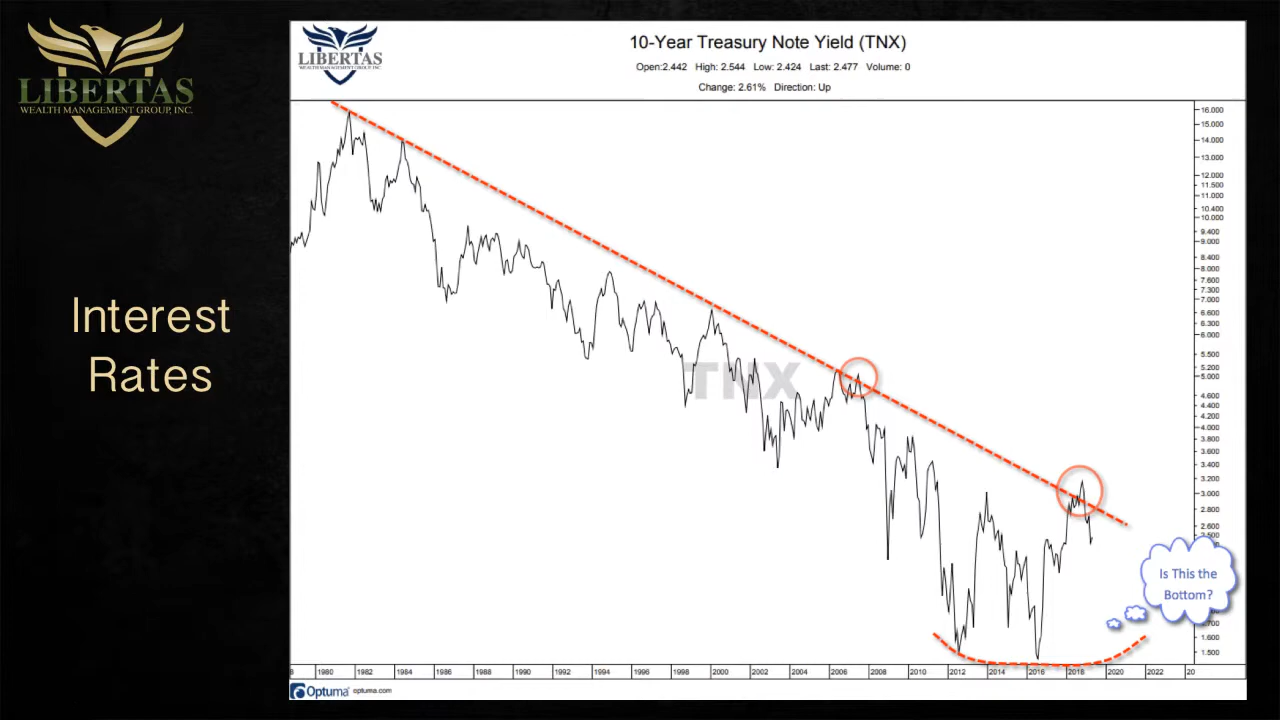 LIBERTAS
WEALTH MANAGEMENT GROUP, INC.
Interest
Rates
LIBERTAS
WEALTH MANAGEMENT GROUP, INC.
10-Year Treasury Note Yield (TNX)
Open:2.442 High: 2.544 Low: 2.424 Last: 2.477 Volume: 0
Change: 2.61% Direction: Up
TNX
16.000
15.000
14.000
13.000
12.000
11.500
11.000
10.400
10.000
9.400
9.000
8.400
8.000
7.600
7.300
7.000
6.600
6.300
6.000
5.500
5.200
5.000
4.600
4.400
4.200
4.000
3.800
3.600
3.400
3.200
3.000
2.800
2.600
Is This the
Bottom?
1.700
1.600
1.500
8 1980 1982 1984 1986 1988 1990 1992 1994 1996 1998 2000 2002 2004 2006 2008 2010 2012 2014 2016 2018 2020 2022 20
Optuma optuma.com